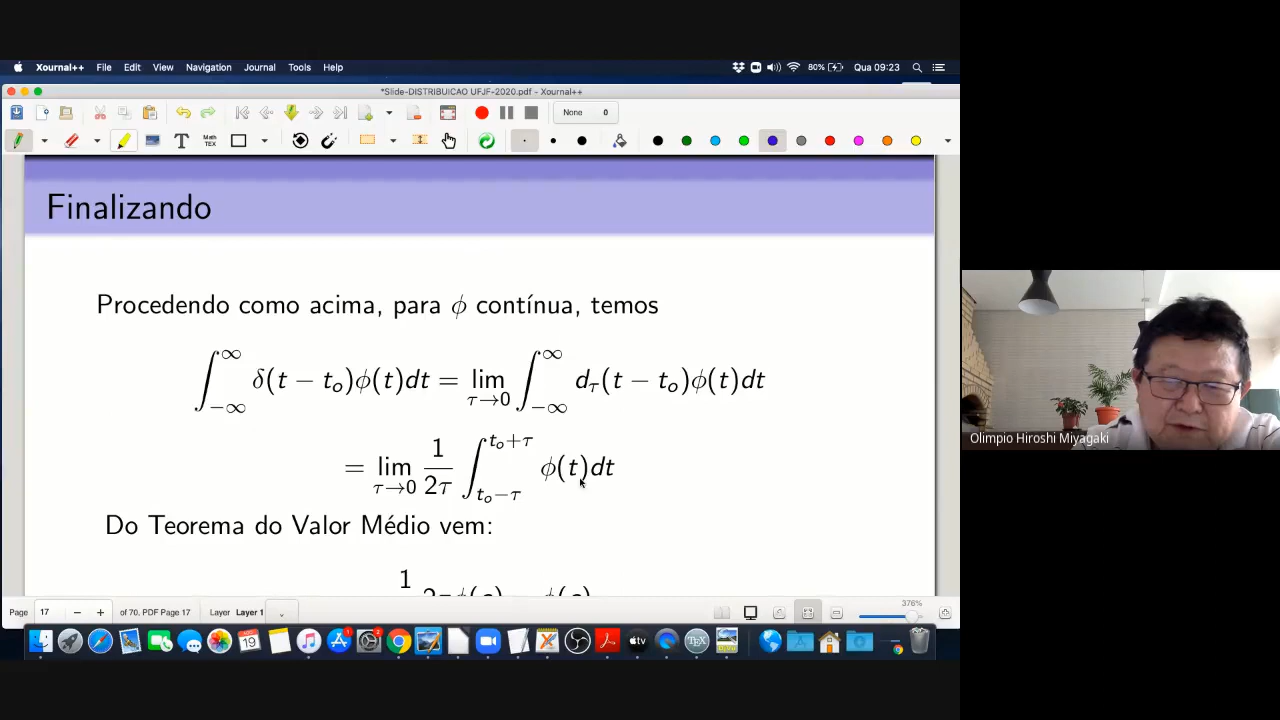 Xournal++ File Edit View Navigation Journal Tools Help 80% Qua 09:23
*Slide-DISTRIBUICAO UFJF-2020.pdf - Xournal++
None 0
T Math TEX
Finalizando
Procedendo como acima, para ϕ contínua, temos
∫_{-∞}^{∞} δ(t − t_o)ϕ(t)dt = lim_{τ→0} ∫_{-∞}^{∞} d_τ(t − t_o)ϕ(t)dt
= lim_{τ→0} 1/2τ ∫_{t_o−τ}^{t_o+τ} ϕ(t)dt
Do Teorema do Valor Médio vem:
Olimpio Hiroshi Miyagaki
376%
Page 17 of 70. PDF Page 17 Layer Layer 1